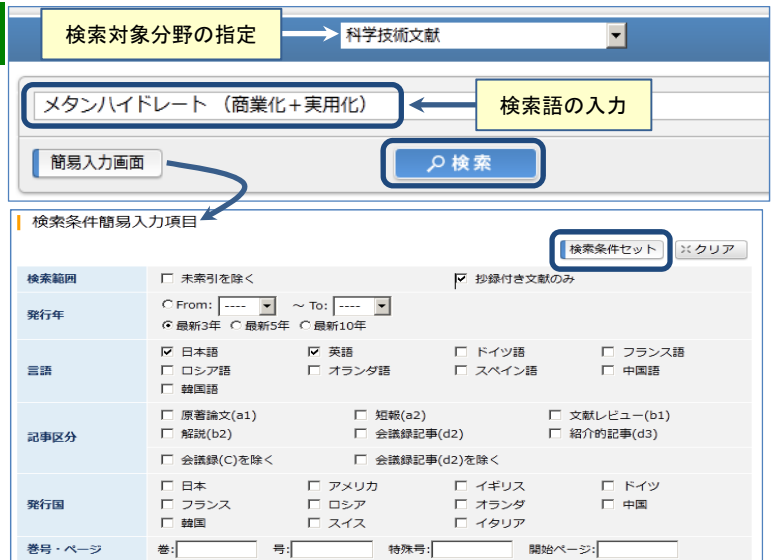 検索対象分野の指定
科学技術文献
メタンハイドレート （商業化+実用化）
検索語の入力
簡易入力画面
検索
検索条件簡易入力項目
検索条件セット
クリア
検索範囲 未索引を除く 抄録付き文献のみ
発行年 From: ---- ～ To: ----
最新3年 最新5年 最新10年
言語 日本語 英語 ドイツ語 フランス語
ロシア語 オランダ語 スペイン語 中国語
韓国語
記事区分 原著論文(a1) 短報(a2) 文献レビュー(b1)
解説(b2) 会議録記事(d2) 紹介的記事(d3)
会議録(C)を除く 会議録記事(d2)を除く
発行国 日本 アメリカ イギリス ドイツ
フランス ロシア オランダ 中国
韓国 スイス イタリア
巻号・ページ 巻: 号: 特殊号: 開始ページ: